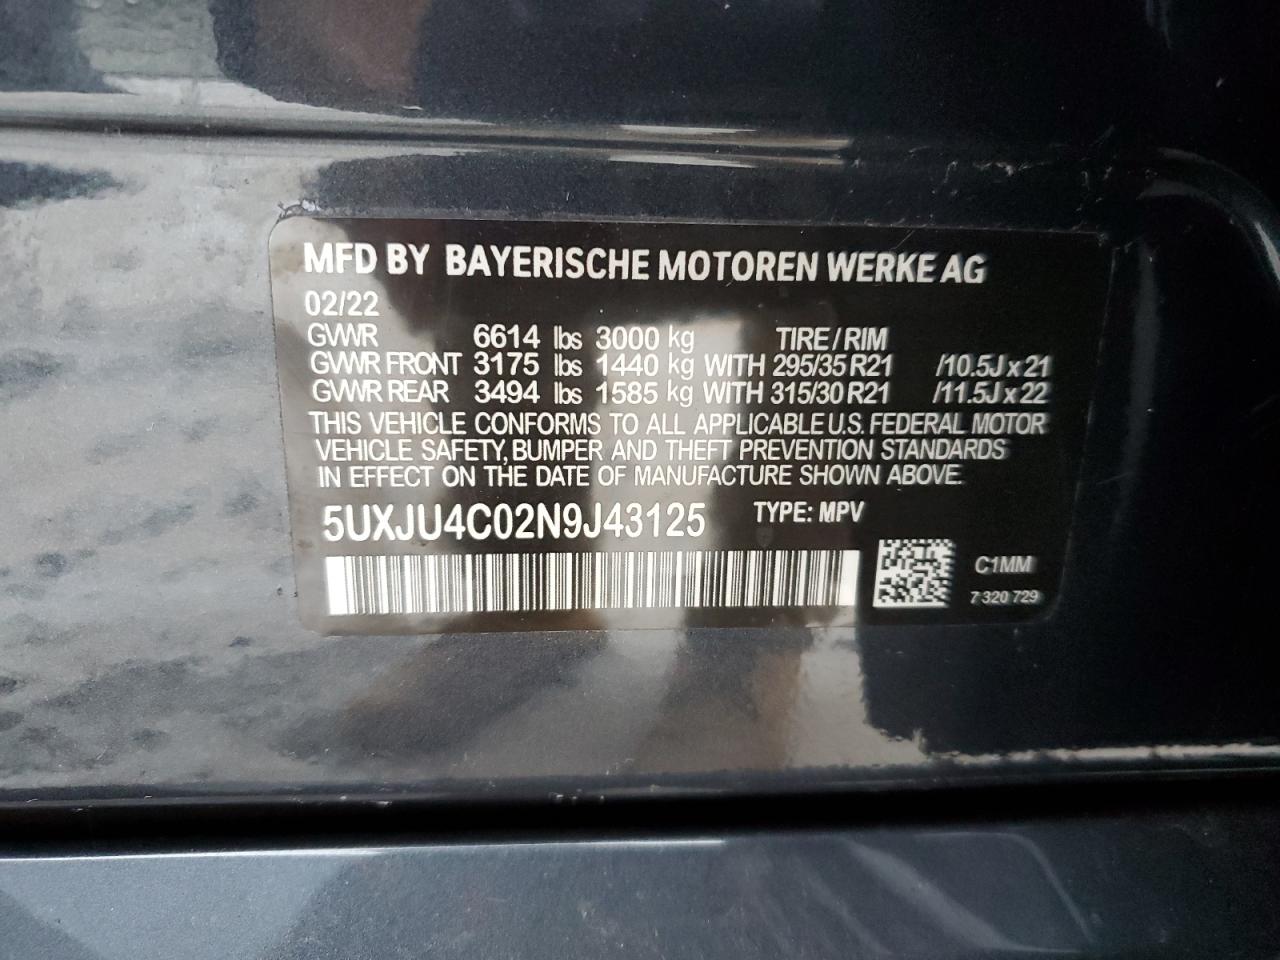 MFD BY BAYERISCHE MOTOREN WERKE AG
02/22
GVWR 6614 lbs 3000 kg TIRE/RIM
GVWR FRONT 3175 lbs 1440 kg WITH 295/35 R21 /10.5J x 21
GVWR REAR 3494 lbs 1585 kg WITH 315/30 R21 /11.5J x 22
THIS VEHICLE CONFORMS TO ALL APPLICABLE U.S. FEDERAL MOTOR
VEHICLE SAFETY, BUMPER AND THEFT PREVENTION STANDARDS
IN EFFECT ON THE DATE OF MANUFACTURE SHOWN ABOVE.
5UXJU4C02N9J43125 TYPE: MPV
C1MM
7 320 729